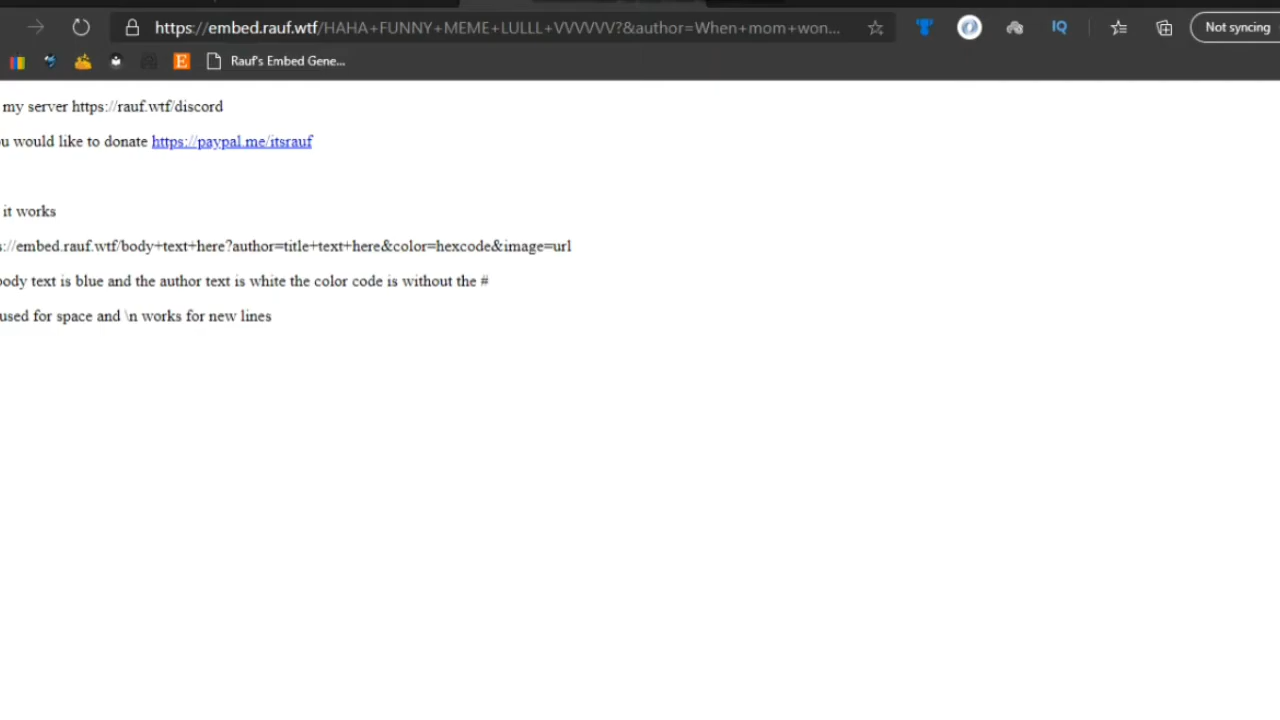 https://embed.rauf.wtf/HAHA+FUNNY+MEME+LULLL+VVVVVV?&author=When+mom+won...
IQ
Not syncing
E
Rauf's Embed Gene...
my server https://rauf.wtf/discord
u would like to donate https://paypal.me/itsrauf
it works
s://embed.rauf.wtf/body+text+here?author=title+text+here&color=hexcode&image=url
body text is blue and the author text is white the color code is without the #
used for space and \n works for new lines